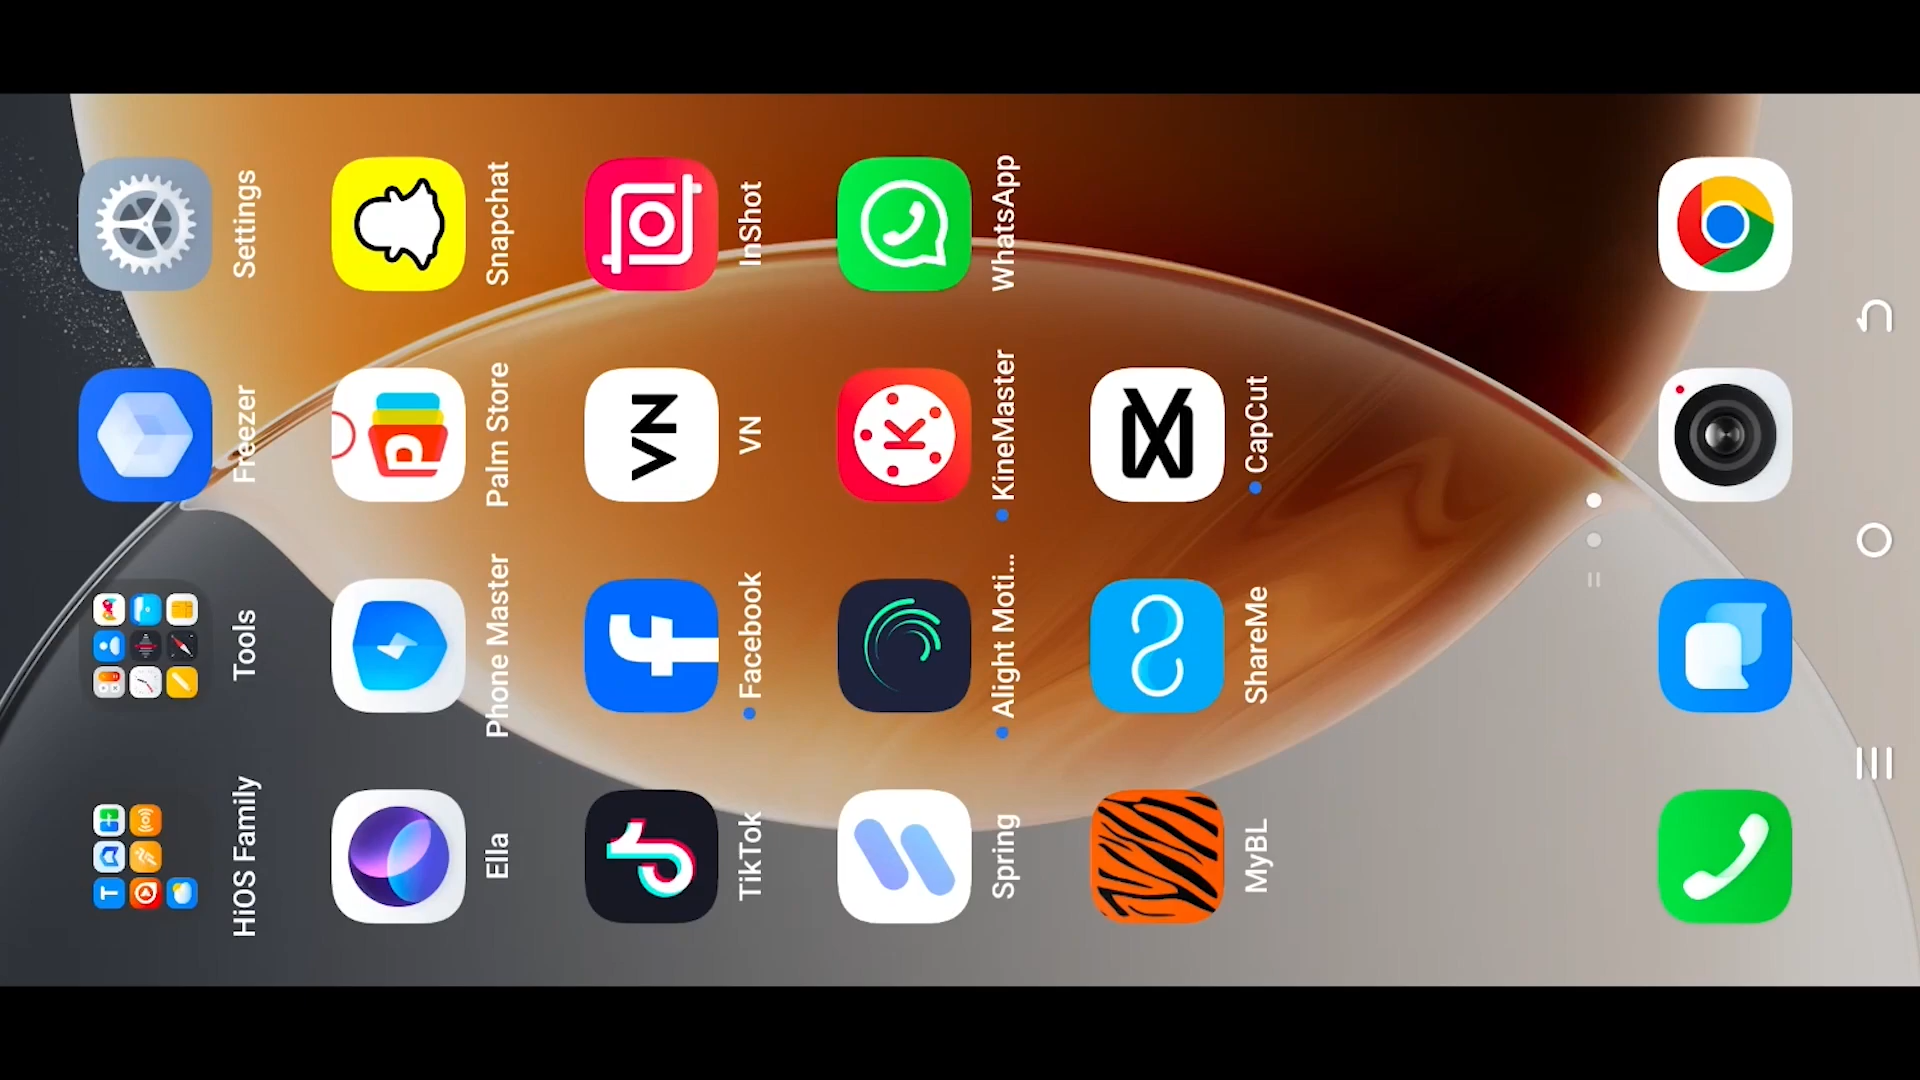 HiOS Family
Tools
Freezer
Settings
Ella
Phone Master
Palm Store
Snapchat
TikTok
Facebook
VN
VN
InShot
Spring
Alight Moti...
K
KineMaster
WhatsApp
MyBL
ShareMe
CapCut